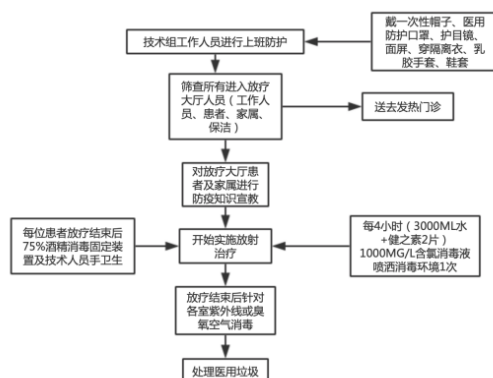 戴一次性帽子、医用
防护口罩、护目镜、
面屏、穿隔离衣、乳
胶手套、鞋套
技术组工作人员进行上班防护
筛查所有进入放疗
大厅人员（工作人
员、患者、家属、
保洁）
送去发热门诊
对放疗大厅患
者及家属进行
防疫知识宣教
每位患者放疗结束后
75%酒精消毒固定装
置及技术人员手卫生
开始实施放射
治疗
每4小时（3000ML水
+健之素2片）
1000MG/L含氯消毒液
喷洒消毒环境1次
放疗结束后针对
各室紫外线或臭
氧空气消毒
处理医用垃圾